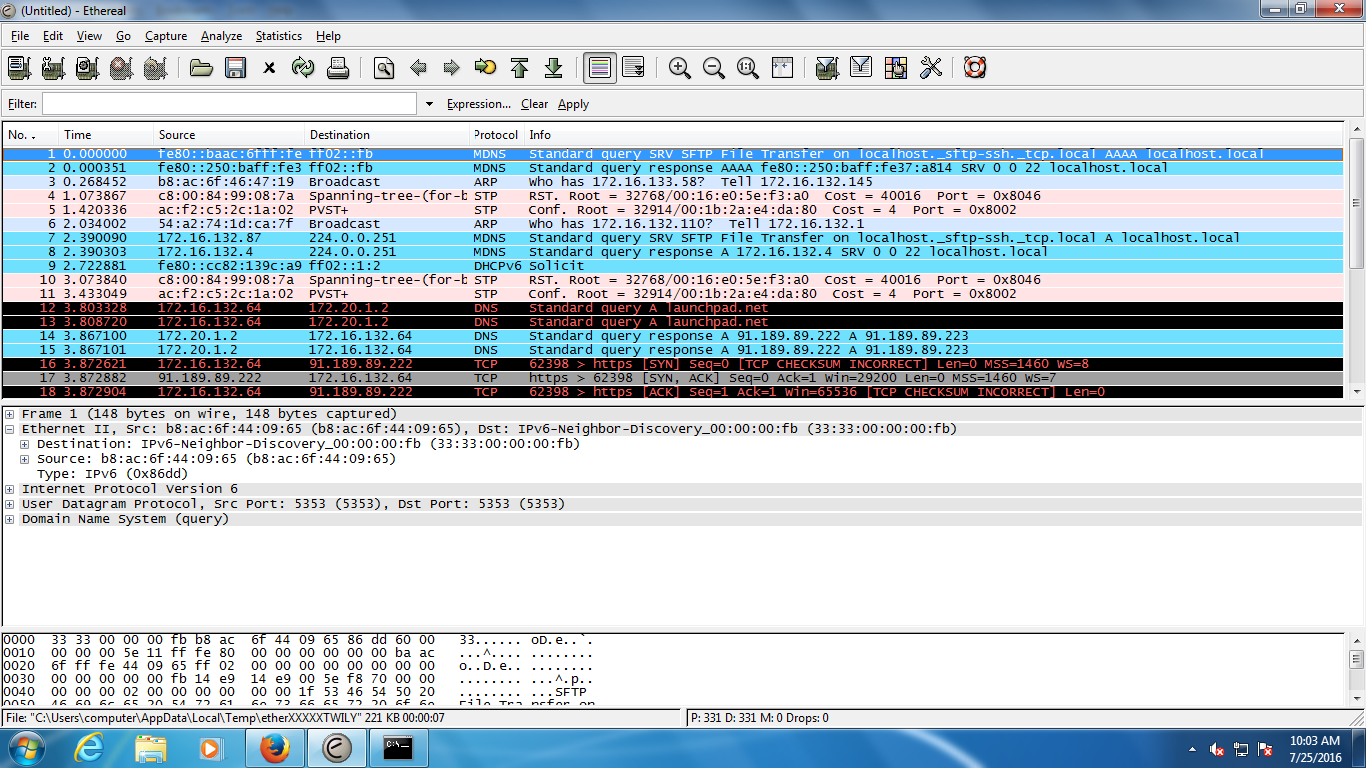 (Untitled) - Ethereal
File Edit View Go Capture Analyze Statistics Help
Filter: Expression... Clear Apply
No. . Time Source Destination Protocol Info
1 0.000000 fe80::baac:6fff:fe ff02::fb MDNS Standard query SRV SFTP File Transfer on localhost._sftp-ssh._tcp.local AAAA localhost.local
2 0.000351 fe80::250:baff:fe3 ff02::fb MDNS Standard query response AAAA fe80::250:baff:fe37:a814 SRV 0 0 22 localhost.local
3 0.268452 b8:ac:6f:46:47:19 Broadcast ARP Who has 172.16.133.58? Tell 172.16.132.145
4 1.073867 c8:00:84:99:08:7a Spanning-tree-(for-b STP RST. Root = 32768/00:16:e0:5e:f3:a0 Cost = 40016 Port = 0x8046
5 1.420336 ac:f2:c5:2c:1a:02 PVST+ STP Conf. Root = 32914/00:1b:2a:e4:da:80 Cost = 4 Port = 0x8002
6 2.034002 54:a2:74:1d:ca:7f Broadcast ARP Who has 172.16.132.110? Tell 172.16.132.1
7 2.390090 172.16.132.87 224.0.0.251 MDNS Standard query SRV SFTP File Transfer on localhost._sftp-ssh._tcp.local A localhost.local
8 2.390303 172.16.132.4 224.0.0.251 MDNS Standard query response A 172.16.132.4 SRV 0 0 22 localhost.local
9 2.722881 fe80::cc82:139c:a9 ff02::1:2 DHCPv6 Solicit
10 3.073840 c8:00:84:99:08:7a Spanning-tree-(for-b STP RST. Root = 32768/00:16:e0:5e:f3:a0 Cost = 40016 Port = 0x8046
11 3.433049 ac:f2:c5:2c:1a:02 PVST+ STP Conf. Root = 32914/00:1b:2a:e4:da:80 Cost = 4 Port = 0x8002
12 3.803328 172.16.132.64 172.20.1.2 DNS Standard query A launchpad.net
13 3.808720 172.16.132.64 172.20.1.2 DNS Standard query A launchpad.net
14 3.867100 172.20.1.2 172.16.132.64 DNS Standard query response A 91.189.89.222 A 91.189.89.223
15 3.867101 172.20.1.2 172.16.132.64 DNS Standard query response A 91.189.89.222 A 91.189.89.223
16 3.872621 172.16.132.64 91.189.89.222 TCP 62398 > https [SYN] Seq=0 [TCP CHECKSUM INCORRECT] Len=0 MSS=1460 WS=8
17 3.872882 91.189.89.222 172.16.132.64 TCP https > 62398 [SYN, ACK] Seq=0 Ack=1 Win=29200 Len=0 MSS=1460 WS=7
18 3.872904 172.16.132.64 91.189.89.222 TCP 62398 > https [ACK] Seq=1 Ack=1 Win=65536 [TCP CHECKSUM INCORRECT] Len=0
Frame 1 (148 bytes on wire, 148 bytes captured)
Ethernet II, Src: b8:ac:6f:44:09:65 (b8:ac:6f:44:09:65), Dst: IPv6-Neighbor-Discovery_00:00:00:fb (33:33:00:00:00:fb)
Destination: IPv6-Neighbor-Discovery_00:00:00:fb (33:33:00:00:00:fb)
Source: b8:ac:6f:44:09:65 (b8:ac:6f:44:09:65)
Type: IPv6 (0x86dd)
Internet Protocol Version 6
User Datagram Protocol, Src Port: 5353 (5353), Dst Port: 5353 (5353)
Domain Name System (query)
0000 33 33 00 00 00 fb b8 ac 6f 44 09 65 86 dd 60 00 33...... oD.e..`.
0010 00 00 00 5e 11 ff fe 80 00 00 00 00 00 00 ba ac ...^.... ........
0020 6f ff fe 44 09 65 ff 02 00 00 00 00 00 00 00 00 o..D.e.. ........
0030 00 00 00 00 00 fb 14 e9 14 e9 00 5e f8 70 00 00 ........ ...^.p..
0040 00 00 00 02 00 00 00 00 00 00 1f 53 46 54 50 20 ........ ...SFTP
0050 46 69 6c 65 20 54 72 61 6e 73 66 65 72 20 6f 6e File Tra nsfer on
File: "C:\Users\computer\AppData\Local\Temp\etherXXXXXTWILY" 221 KB 00:00:07 P: 331 D: 331 M: 0 Drops: 0
C:\
10:03 AM
7/25/2016